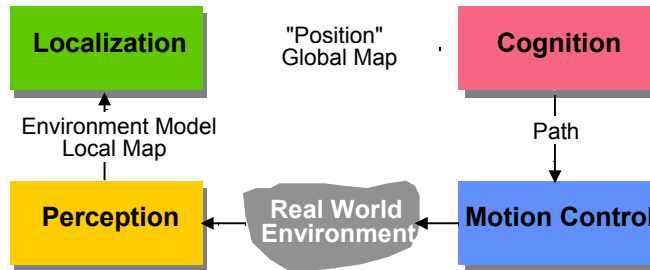 Localization
"Position"
Global Map
Cognition
Environment Model
Local Map
Path
Perception
Real World
Environment
Motion Control